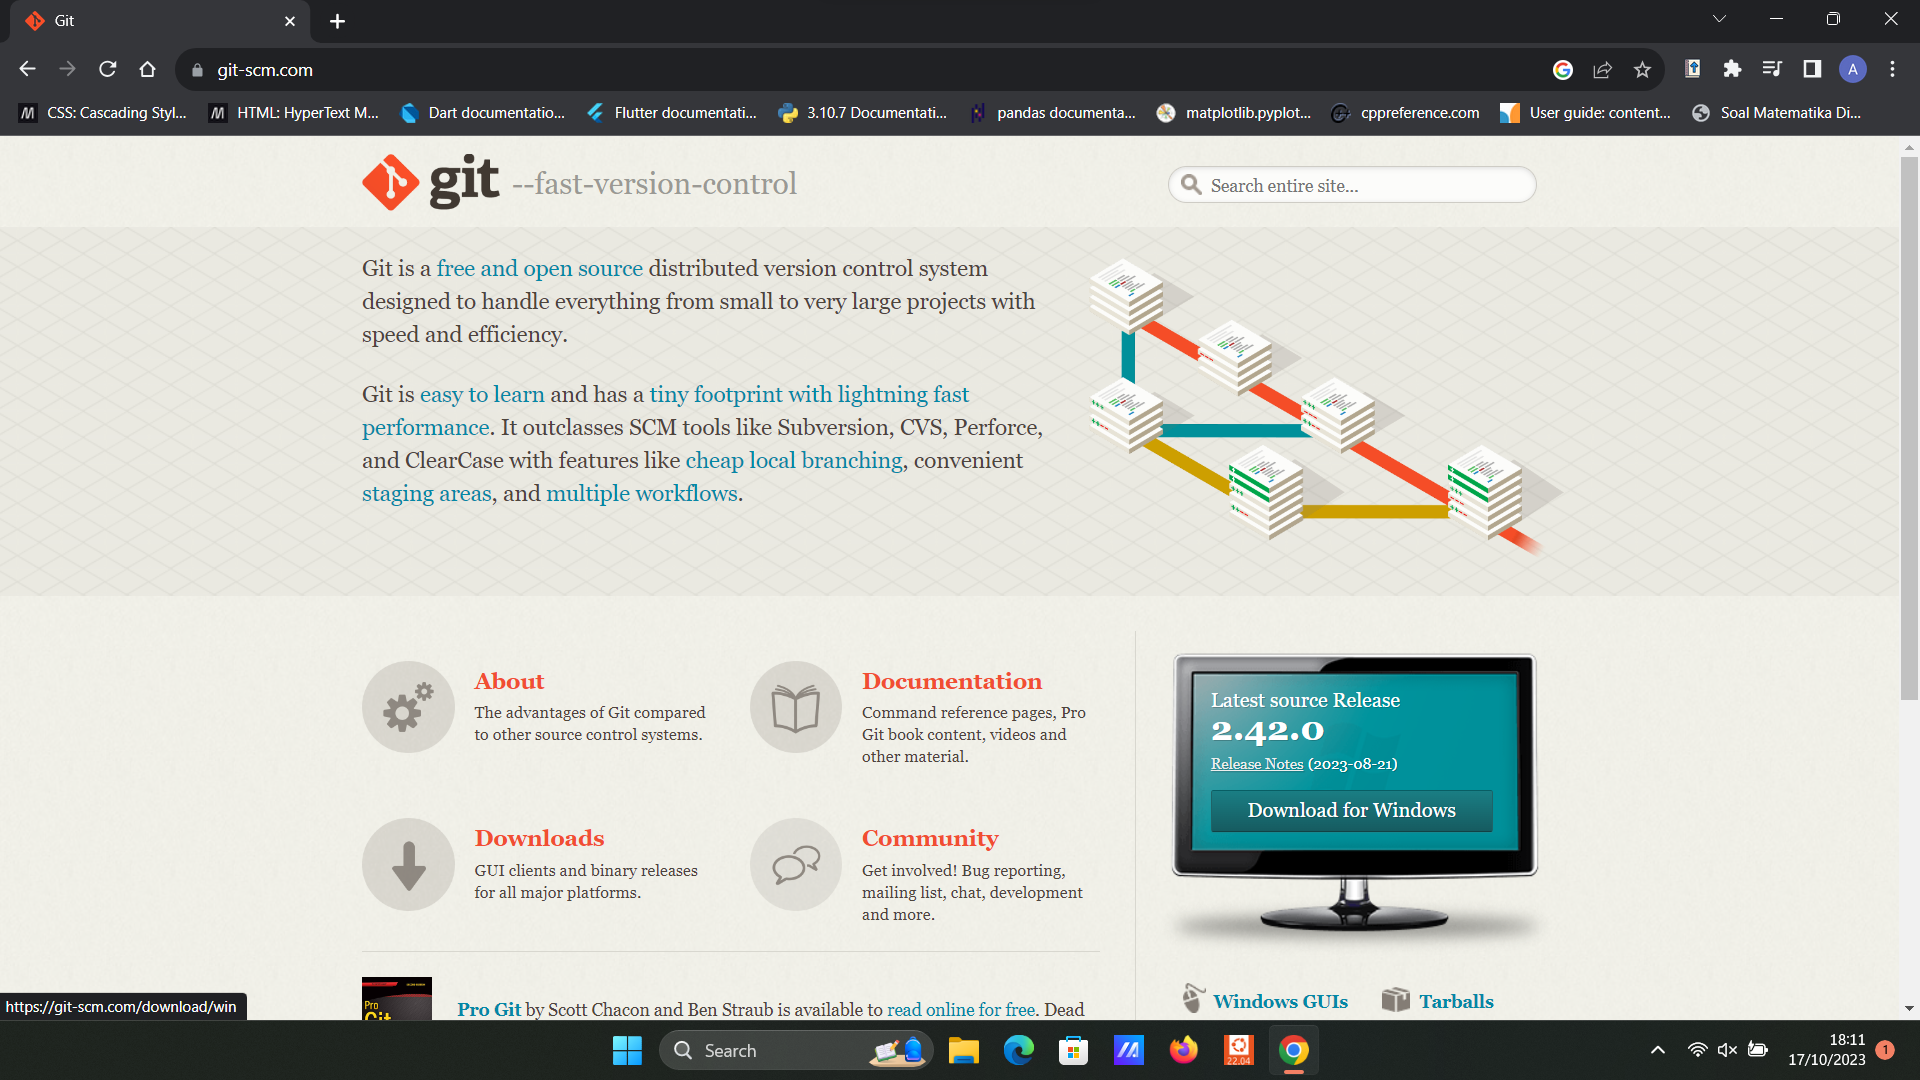 Git
git-scm.com
A
CSS: Cascading Styl...
HTML: HyperText M...
Dart documentatio...
Flutter documentati...
3.10.7 Documentati...
pandas documenta...
matplotlib.pyplot...
cppreference.com
User guide: content...
Soal Matematika Di...
git --fast-version-control
Search entire site...
Git is a free and open source distributed version control system
designed to handle everything from small to very large projects with
speed and efficiency.
Git is easy to learn and has a tiny footprint with lightning fast
performance. It outclasses SCM tools like Subversion, CVS, Perforce,
and ClearCase with features like cheap local branching, convenient
staging areas, and multiple workflows.
About
The advantages of Git compared
to other source control systems.
Documentation
Command reference pages, Pro
Git book content, videos and
other material.
Downloads
GUI clients and binary releases
for all major platforms.
Community
Get involved! Bug reporting,
mailing list, chat, development
and more.
Latest source Release
2.42.0
Release Notes (2023-08-21)
Download for Windows
Windows GUIs
Tarballs
Pro
Git
Pro Git by Scott Chacon and Ben Straub is available to read online for free. Dead
https://git-scm.com/download/win
Search
22.04
18:11
17/10/2023
1